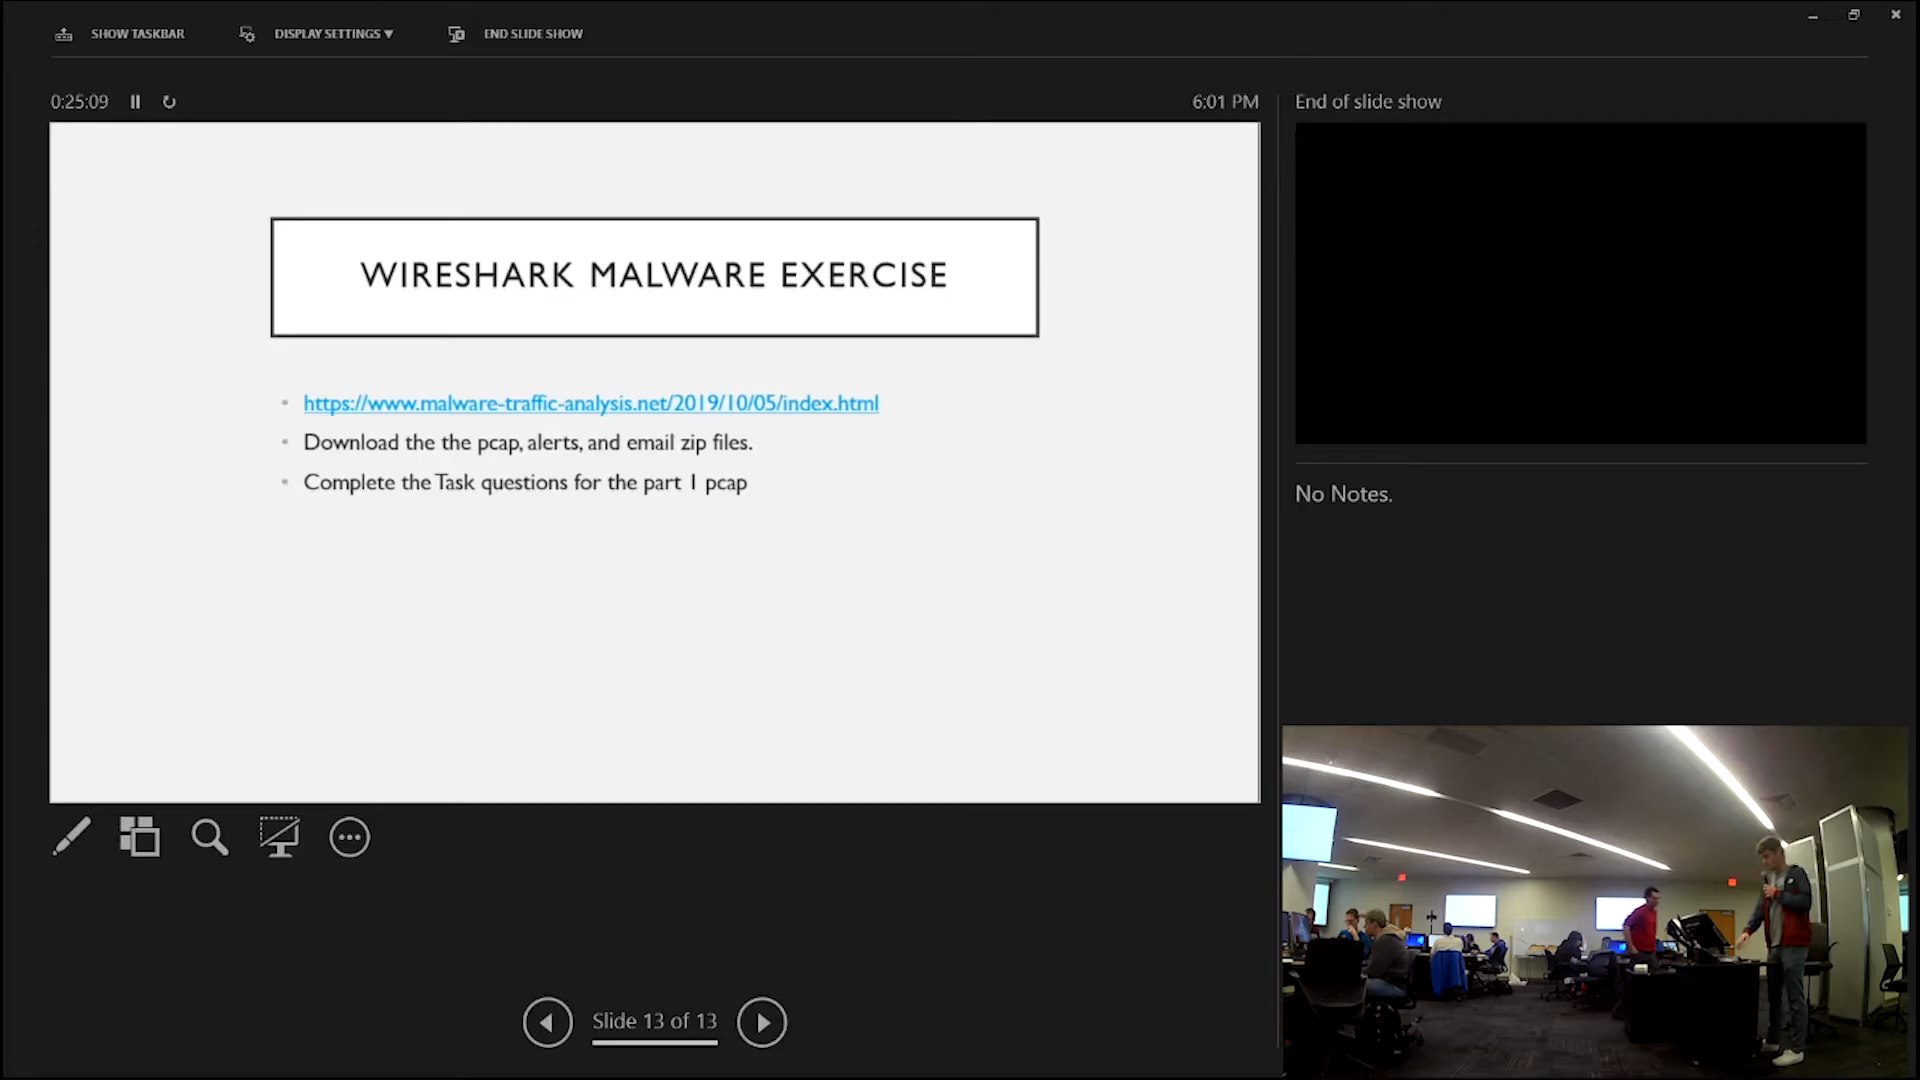 SHOW TASKBAR
DISPLAY SETTINGS ▼
END SLIDE SHOW
0:25:09
6:01 PM
End of slide show
WIRESHARK MALWARE EXERCISE
• https://www.malware-traffic-analysis.net/2019/10/05/index.html
• Download the the pcap, alerts, and email zip files.
• Complete the Task questions for the part 1 pcap
No Notes.
Slide 13 of 13